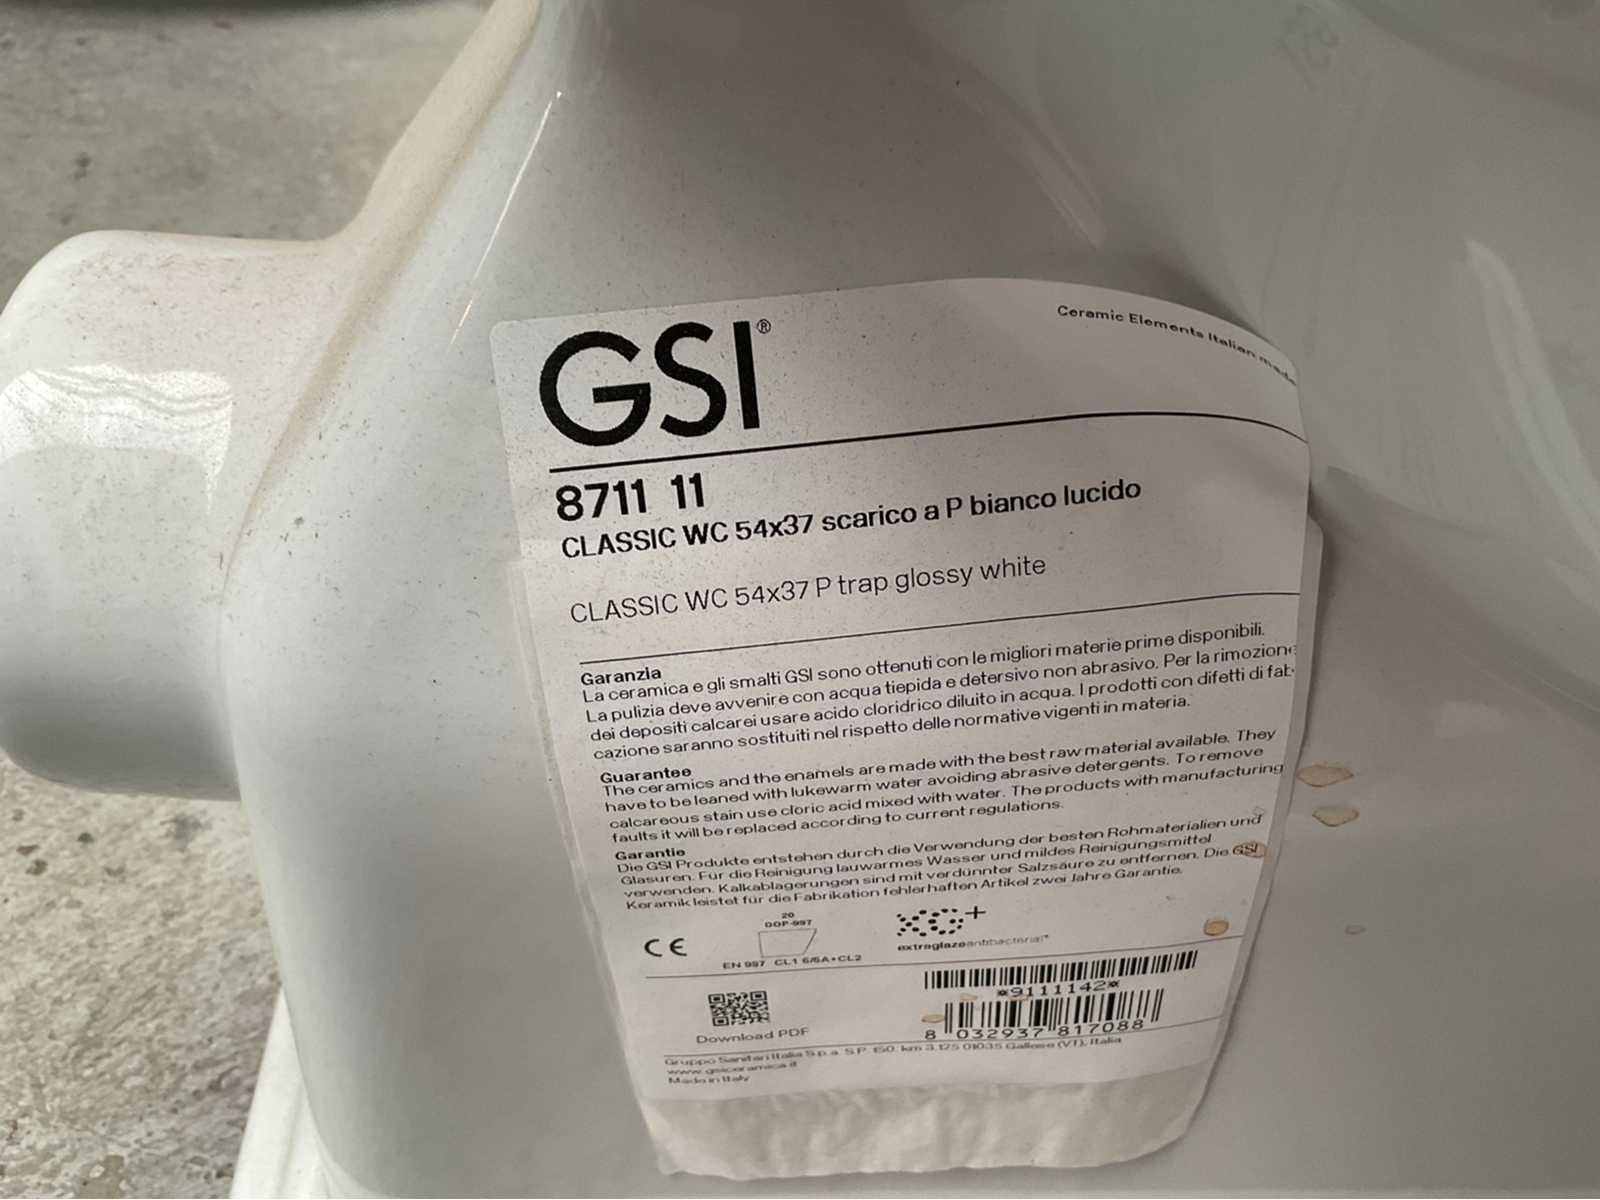 GSI®
Ceramic Elements Italian made
8711 11
CLASSIC WC 54x37 scarico a P bianco lucido
CLASSIC WC 54x37 P trap glossy white
Garanzia
La ceramica e gli smalti GSI sono ottenuti con le migliori materie prime disponibili.
La pulizia deve avvenire con acqua tiepida e detersivo non abrasivo. Per la rimozione
dei depositi calcarei usare acido cloridrico diluito in acqua. I prodotti con difetti di fab-
cazione saranno sostituiti nel rispetto delle normative vigenti in materia.
Guarantee
The ceramics and the enamels are made with the best raw material available. They
have to be leaned with lukewarm water avoiding abrasive detergents. To remove
calcareous stain use cloric acid mixed with water. The products with manufacturing
faults it will be replaced according to current regulations.
Garantie
Die GSI Produkte entstehen durch die Verwendung der besten Rohmaterialien und
Glasuren. Für die Reinigung lauwarmes Wasser und mildes Reinigungsmittel
verwenden. Kalkablagerungen sind mit verdünnter Salzsäure zu entfernen. Die GSI
Keramik leistet für die Fabrikation fehlerhaften Artikel zwei Jahre Garantie.
CE
20
DOP-997
EN 997 CL1 6/5A+CL2
extraglazeantibacterial™
*9111142*
8 032937 817088
Download PDF
Gruppo Sanitari Italia S.p.a. S.P. 150, km 3.125 01035 Gallese (VT), Italia
www.gsiceramica.it
Made in Italy